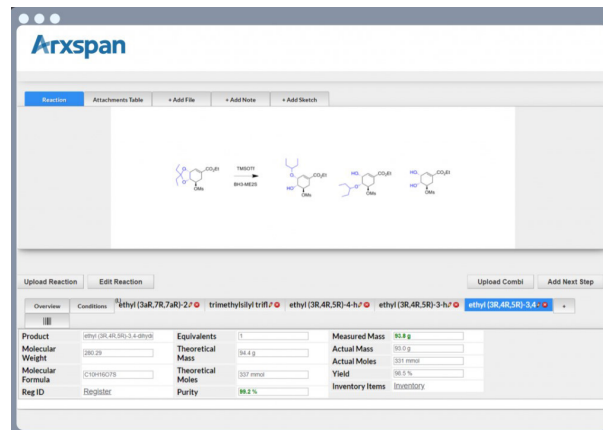 Arxspan
Reaction
Attachments Table
+ Add File
+ Add Note
+ Add Sketch
CO2Et
OMs
TMSOTf
BH3-ME2S
HO
CO2Et
OMs
HO
CO2Et
OMs
HO
HO
CO2Et
OMs
Upload Reaction
Edit Reaction
Upload Combi
Add Next Step
Overview
Conditions
ethyl (3aR,7R,7aR)-2
trimethylsilyl trifl
ethyl (3R,4R,5R)-4-h
ethyl (3R,4R,5R)-3-h
ethyl (3R,4R,5R)-3,4-
+
Product ethyl (3R,4R,5R)-3,4-dihydr Equivalents 1 Measured Mass 93.8 g
Molecular Weight 280.29 Theoretical Mass 94.4 g Actual Mass 93.0 g
Actual Moles 331 mmol
Molecular Formula C10H16O7S Theoretical Moles 337 mmol Yield 98.5 %
Inventory Items Inventory
Reg ID Register Purity 99.2 %